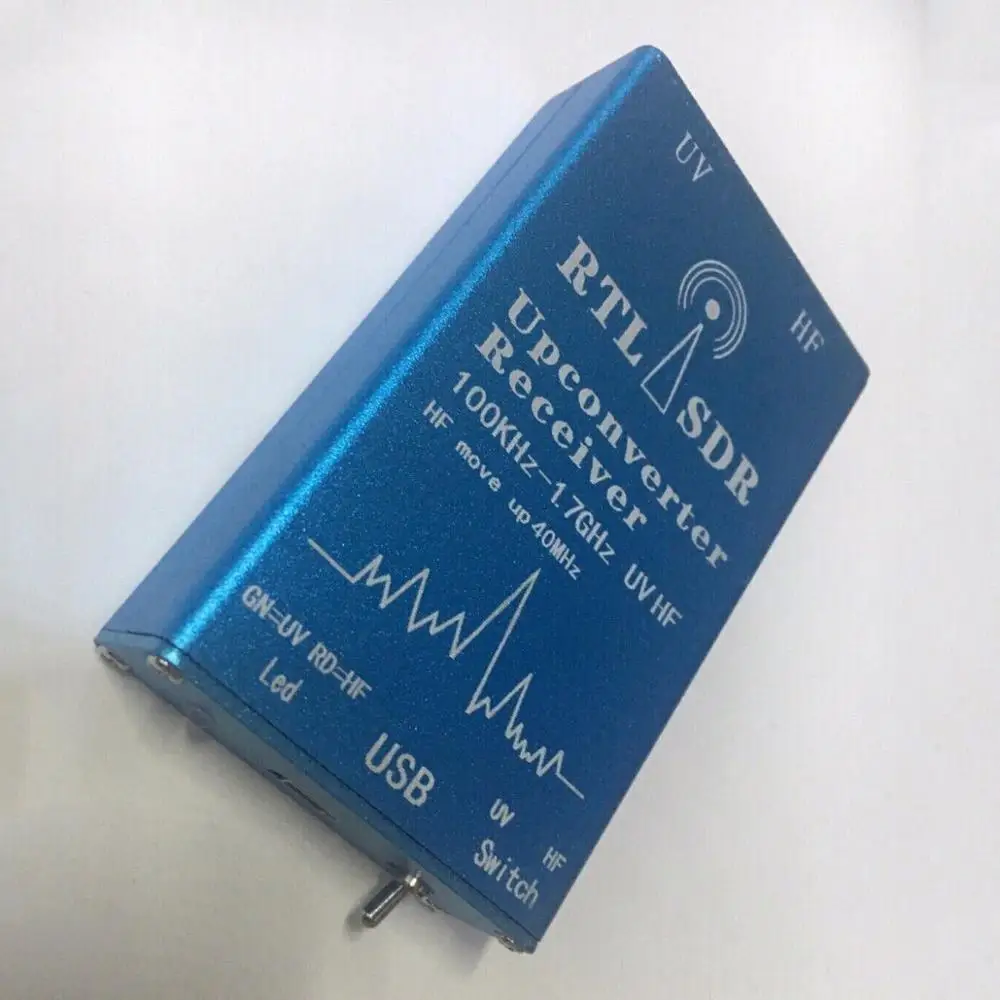 UV
HF
RTL SDR
Upconverter
Receiver
100KHz-1.7GHz UV HF
HF move up 40MHz
GN=UV RD=HF
Led
USB
UV HF
Switch